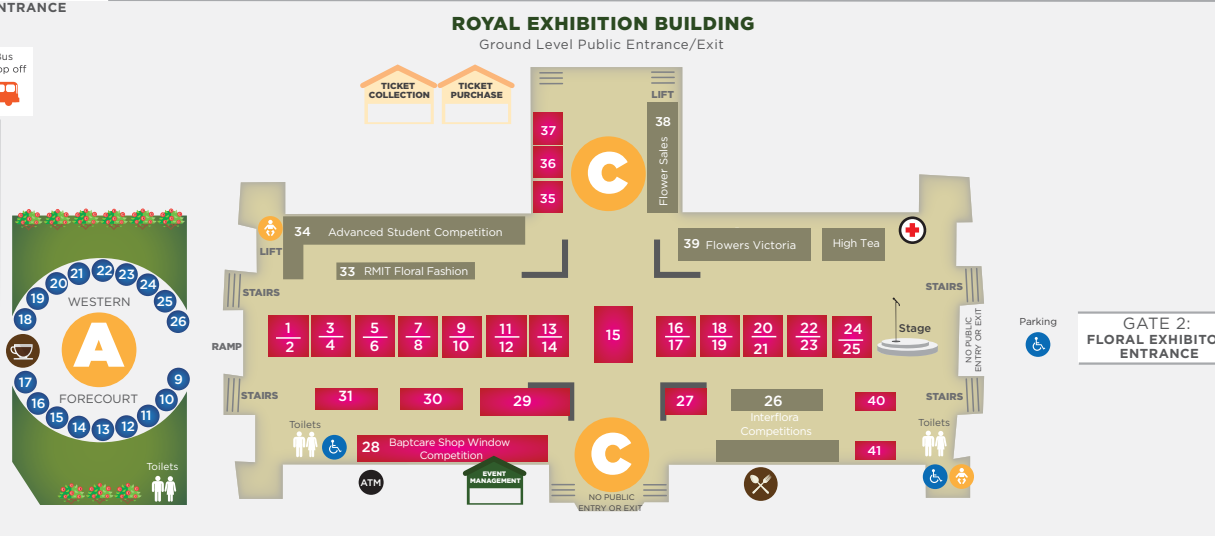 NTRANCE
ROYAL EXHIBITION BUILDING
Ground Level Public Entrance/Exit
Bus
op off
TICKET
COLLECTION
TICKET
PURCHASE
LIFT
37
36
35
C
38
Flower Sales
34 Advanced Student Competition
39 Flowers Victoria
High Tea
LIFT
33 RMIT Floral Fashion
STAIRS
STAIRS
20 21 22 23 24
19 25
18 26
WESTERN
A
FORECOURT
17 9
16 10
15 14 13 12 11
Toilets
RAMP
1
2
3
4
5
6
7
8
9
10
11
12
13
14
15
16
17
18
19
20
21
22
23
24
25
Stage
NO PUBLIC
ENTRY OR EXIT
Parking
GATE 2:
FLORAL EXHIBITO
ENTRANCE
STAIRS
31
30
29
27
26
Interflora
Competitions
40
STAIRS
Toilets
28 Baptcare Shop Window
Competition
C
41
Toilets
ATM
EVENT
MANAGEMENT
NO PUBLIC
ENTRY OR EXIT